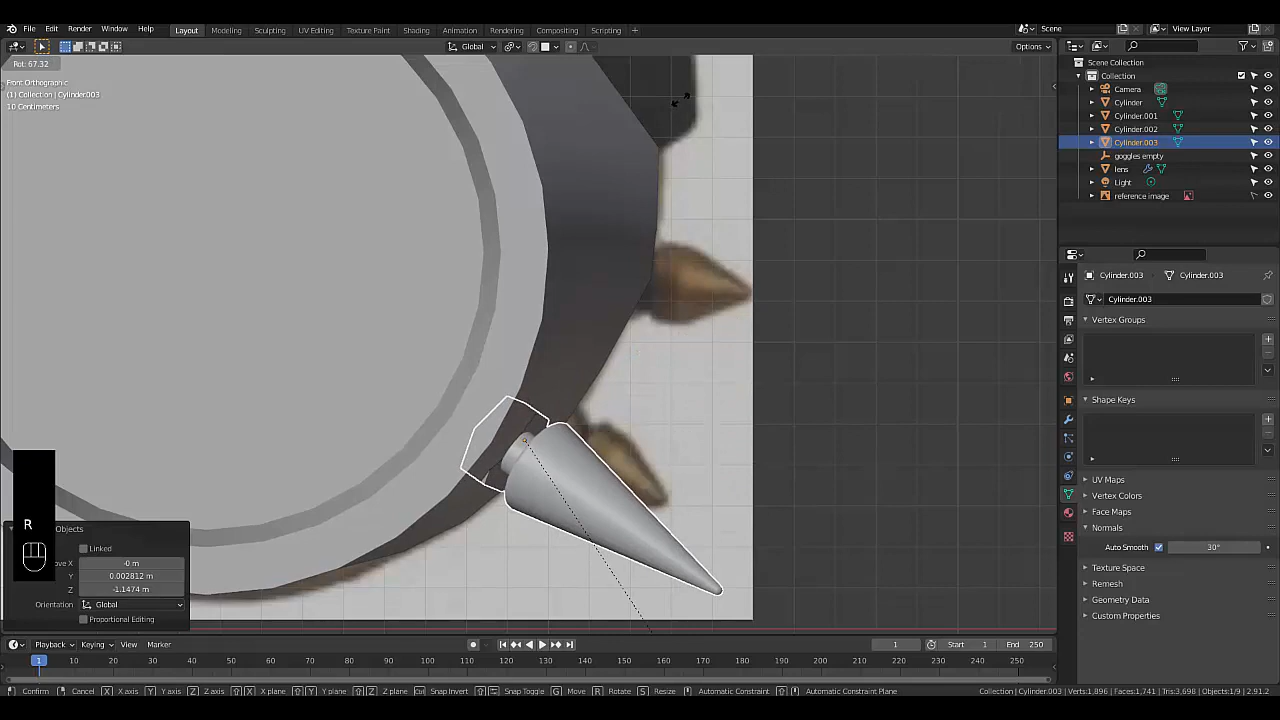 File Edit Render Window Help Layout Modeling Sculpting UV Editing Texture Paint Shading Animation Rendering Compositing Scripting + Scene View Layer
Global Options
Rot: 67.32
Scene Collection
Front Orthographic
Collection
(1) Collection | Cylinder.003
Camera
10 Centimeters
Cylinder
Cylinder.001
Cylinder.002
Cylinder.003
goggles empty
lens
Light
reference image
Cylinder.003 Cylinder.003
Cylinder.003
Vertex Groups
Shape Keys
UV Maps
Vertex Colors
Face Maps
Normals
Auto Smooth 30°
Texture Space
Remesh
Geometry Data
Custom Properties
R
Objects
Linked
ove X -0 m
Y 0.002812 m
Z -1.1474 m
Orientation Global
Proportional Editing
Playback Keying View Marker 1 Start 1 End 250
1 10 20 30 40 50 60 70 80 90 100 110 120 130 140 150 160 170 180 190 200 210 220 230 240 250
Confirm Cancel X X axis Y Y axis Z Z axis X X plane Y Y plane Z Z plane Snap Invert Snap Toggle G Move R Rotate S Resize Automatic Constraint Automatic Constraint Plane Collection | Cylinder.003 | Verts:1,896 | Faces:1,741 | Tris:3,698 | Objects:1/9 | 2.91.2